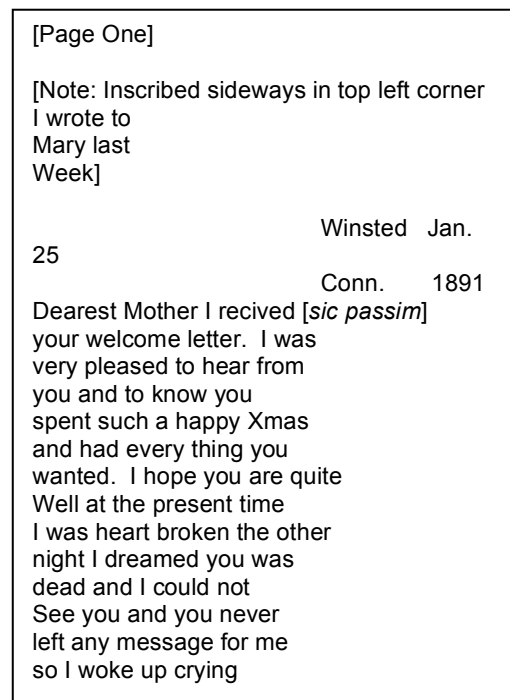 [Page One]
[Note: Inscribed sideways in top left corner
I wrote to
Mary last
Week]
Winsted Jan.
25
Conn. 1891
Dearest Mother I recived [sic passim]
your welcome letter. I was
very pleased to hear from
you and to know you
spent such a happy Xmas
and had every thing you
wanted. I hope you are quite
Well at the present time
I was heart broken the other
night I dreamed you was
dead and I could not
See you and you never
left any message for me
so I woke up crying